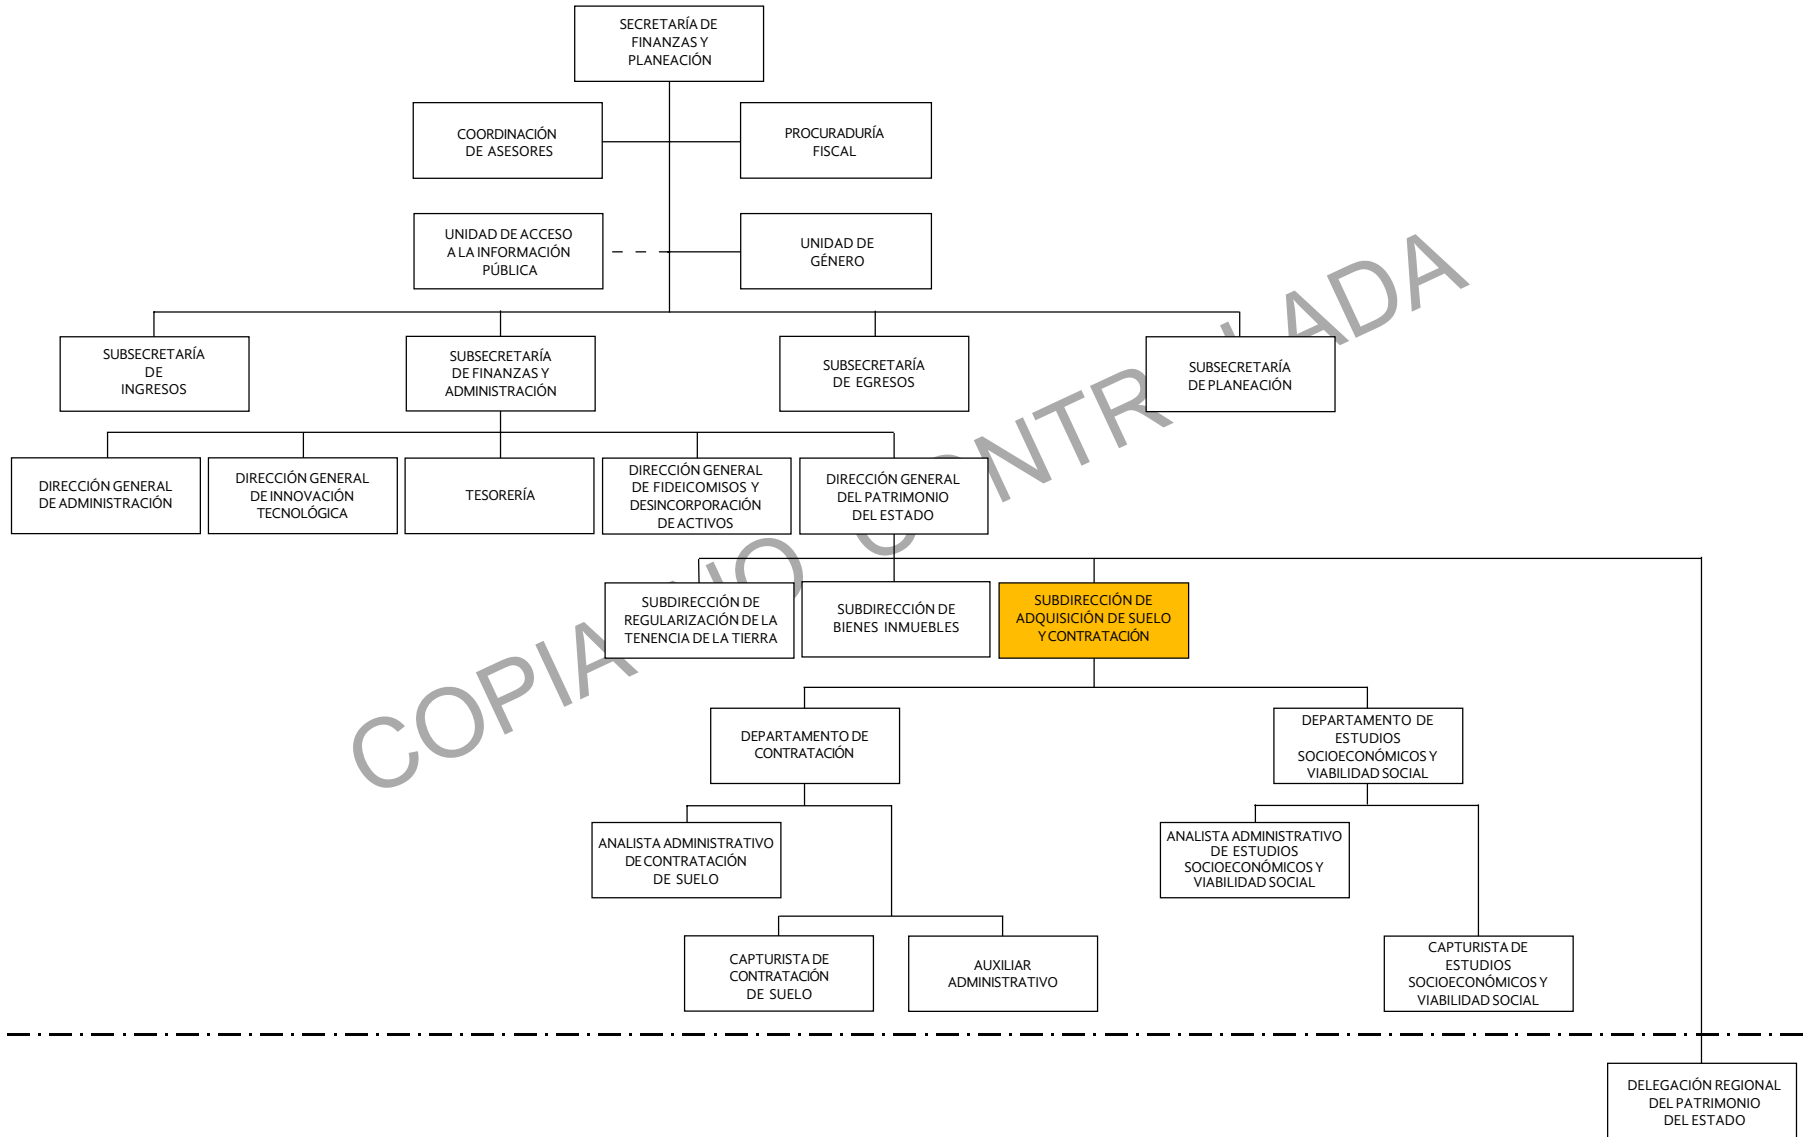 SECRETARÍA DE
FINANZAS Y
PLANEACIÓN
COORDINACIÓN
DE ASESORES
PROCURADURÍA
FISCAL
UNIDAD DE ACCESO
A LA INFORMACIÓN
PÚBLICA
UNIDAD DE
GÉNERO
SUBSECRETARÍA
DE
INGRESOS
SUBSECRETARÍA
DE FINANZAS Y
ADMINISTRACIÓN
SUBSECRETARÍA
DE EGRESOS
SUBSECRETARÍA
DE PLANEACIÓN
DIRECCIÓN GENERAL
DE ADMINISTRACIÓN
DIRECCIÓN GENERAL
DE INNOVACIÓN
TECNOLÓGICA
TESORERÍA
DIRECCIÓN GENERAL
DE FIDEICOMISOS Y
DESINCORPORACIÓN
DE ACTIVOS
DIRECCIÓN GENERAL
DEL PATRIMONIO
DEL ESTADO
SUBDIRECCIÓN DE
REGULARIZACIÓN DE LA
TENENCIA DE LA TIERRA
SUBDIRECCIÓN DE
BIENES INMUEBLES
SUBDIRECCIÓN DE
ADQUISICIÓN DE SUELO
Y CONTRATACIÓN
DEPARTAMENTO DE
CONTRATACIÓN
DEPARTAMENTO DE
ESTUDIOS
SOCIOECONÓMICOS Y
VIABILIDAD SOCIAL
ANALISTA ADMINISTRATIVO
DE CONTRATACIÓN
DE SUELO
ANALISTA ADMINISTRATIVO
DE ESTUDIOS
SOCIOECONÓMICOS Y
VIABILIDAD SOCIAL
CAPTURISTA DE
CONTRATACIÓN
DE SUELO
AUXILIAR
ADMINISTRATIVO
CAPTURISTA DE
ESTUDIOS
SOCIOECONÓMICOS Y
VIABILIDAD SOCIAL
DELEGACIÓN REGIONAL
DEL PATRIMONIO
DEL ESTADO
COPIA NO CONTROLADA